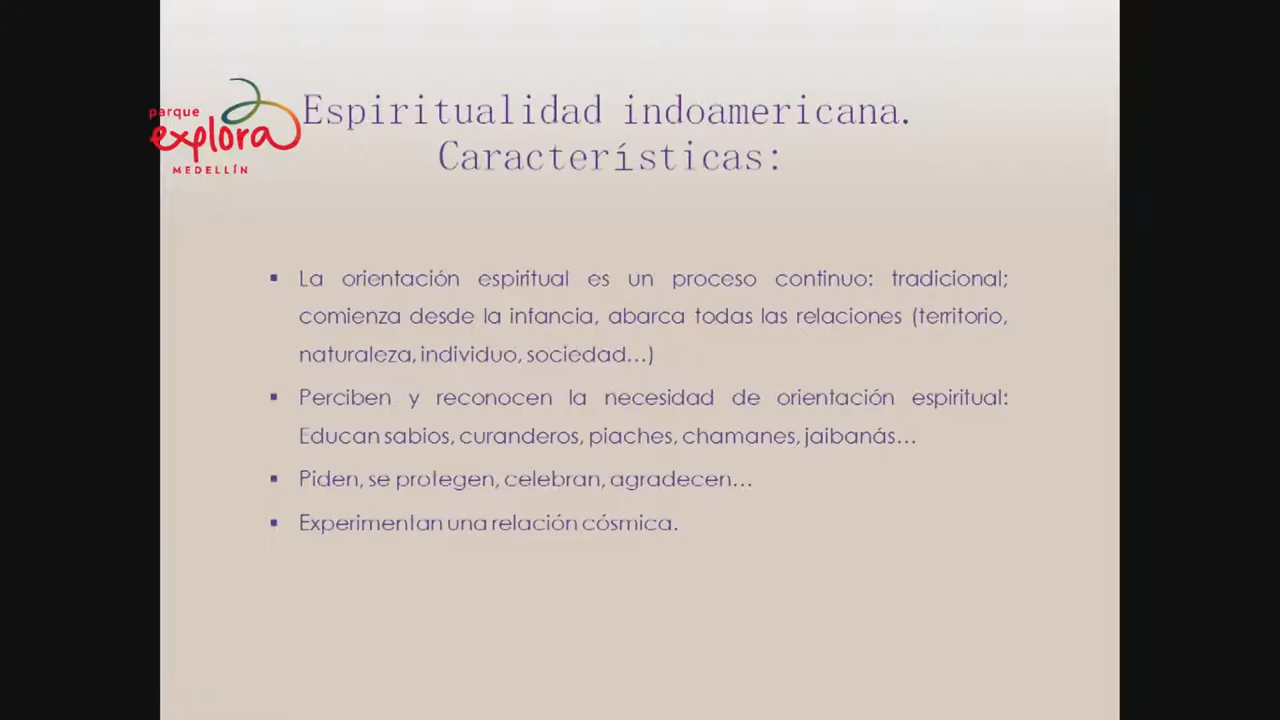 parque
explora
MEDELLÍN
Espiritualidad indoamericana.
Características:
▪ La orientación espiritual es un proceso continuo: tradicional;
comienza desde la infancia, abarca todas las relaciones (territorio,
naturaleza, individuo, sociedad...)
▪ Perciben y reconocen la necesidad de orientación espiritual:
Educan sabios, curanderos, piaches, chamanes, jaibanás...
▪ Piden, se protegen, celebran, agradecen...
▪ Experimentan una relación cósmica.